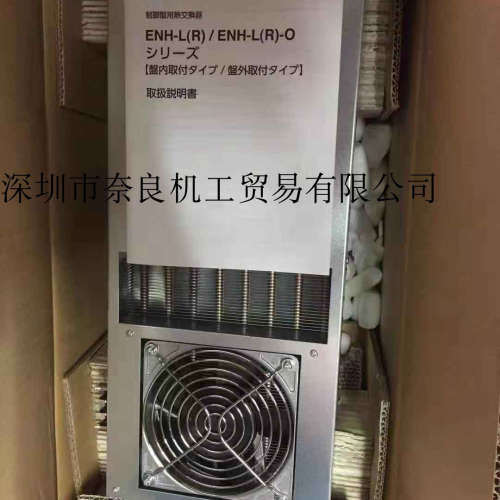 制御盤用熱交換器
ENH-L(R) / ENH-L(R)-O
シリーズ
【盤内取付タイプ / 盤外取付タイプ】
取扱説明書
深圳市奈良机工贸易有限公司